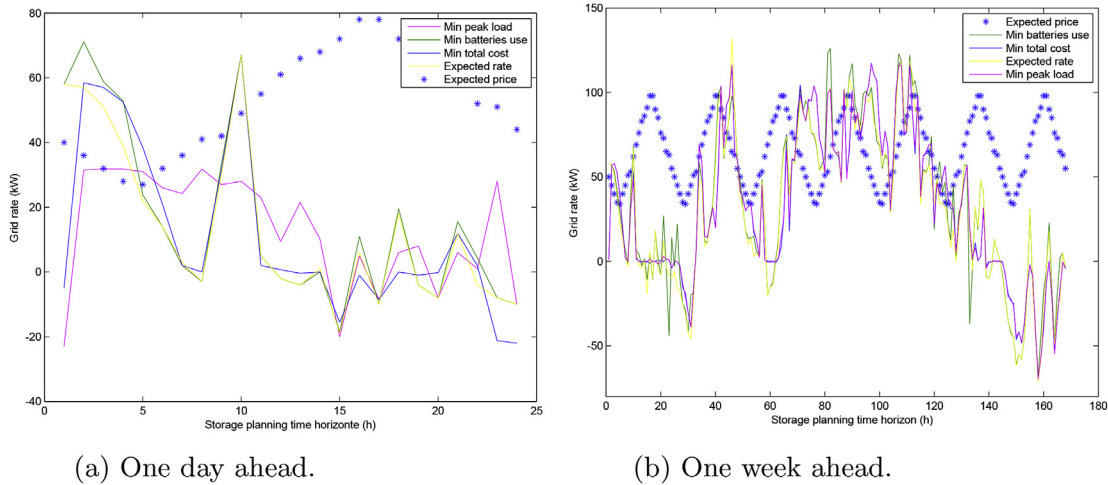 80
60
40
20
0
-20
-40
0
5
10
15
20
25
Grid rate (kW)
Storage planning time horizonte (h)
Min peak load
Min batteries use
Min total cost
Expected rate
Expected price
(a) One day ahead.
150
100
50
0
-50
0
20
40
60
80
100
120
140
160
180
Grid rate (kW)
Storage planning time horizon (h)
Expected price
Min batteries use
Min total cost
Expected rate
Min peak load
(b) One week ahead.